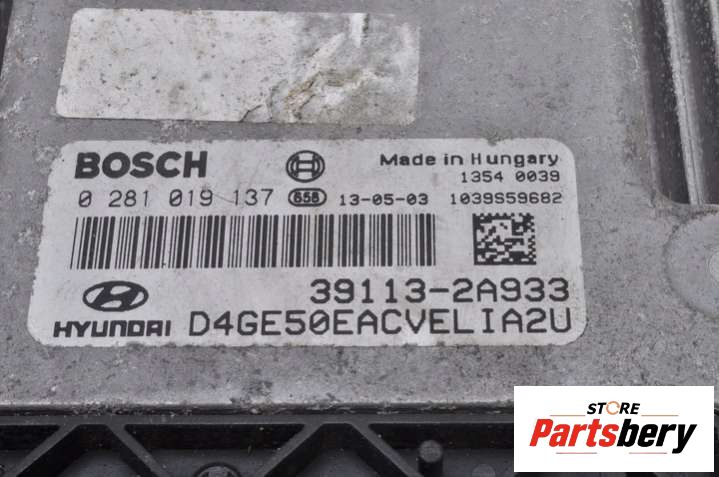 BOSCH
Made in Hungary
1354 0039
0 281 019 137 656 13-05-03 1039S59682
39113-2A933
HYUNDAI D4GE50EACVELIA2U
STORE
Partsbery